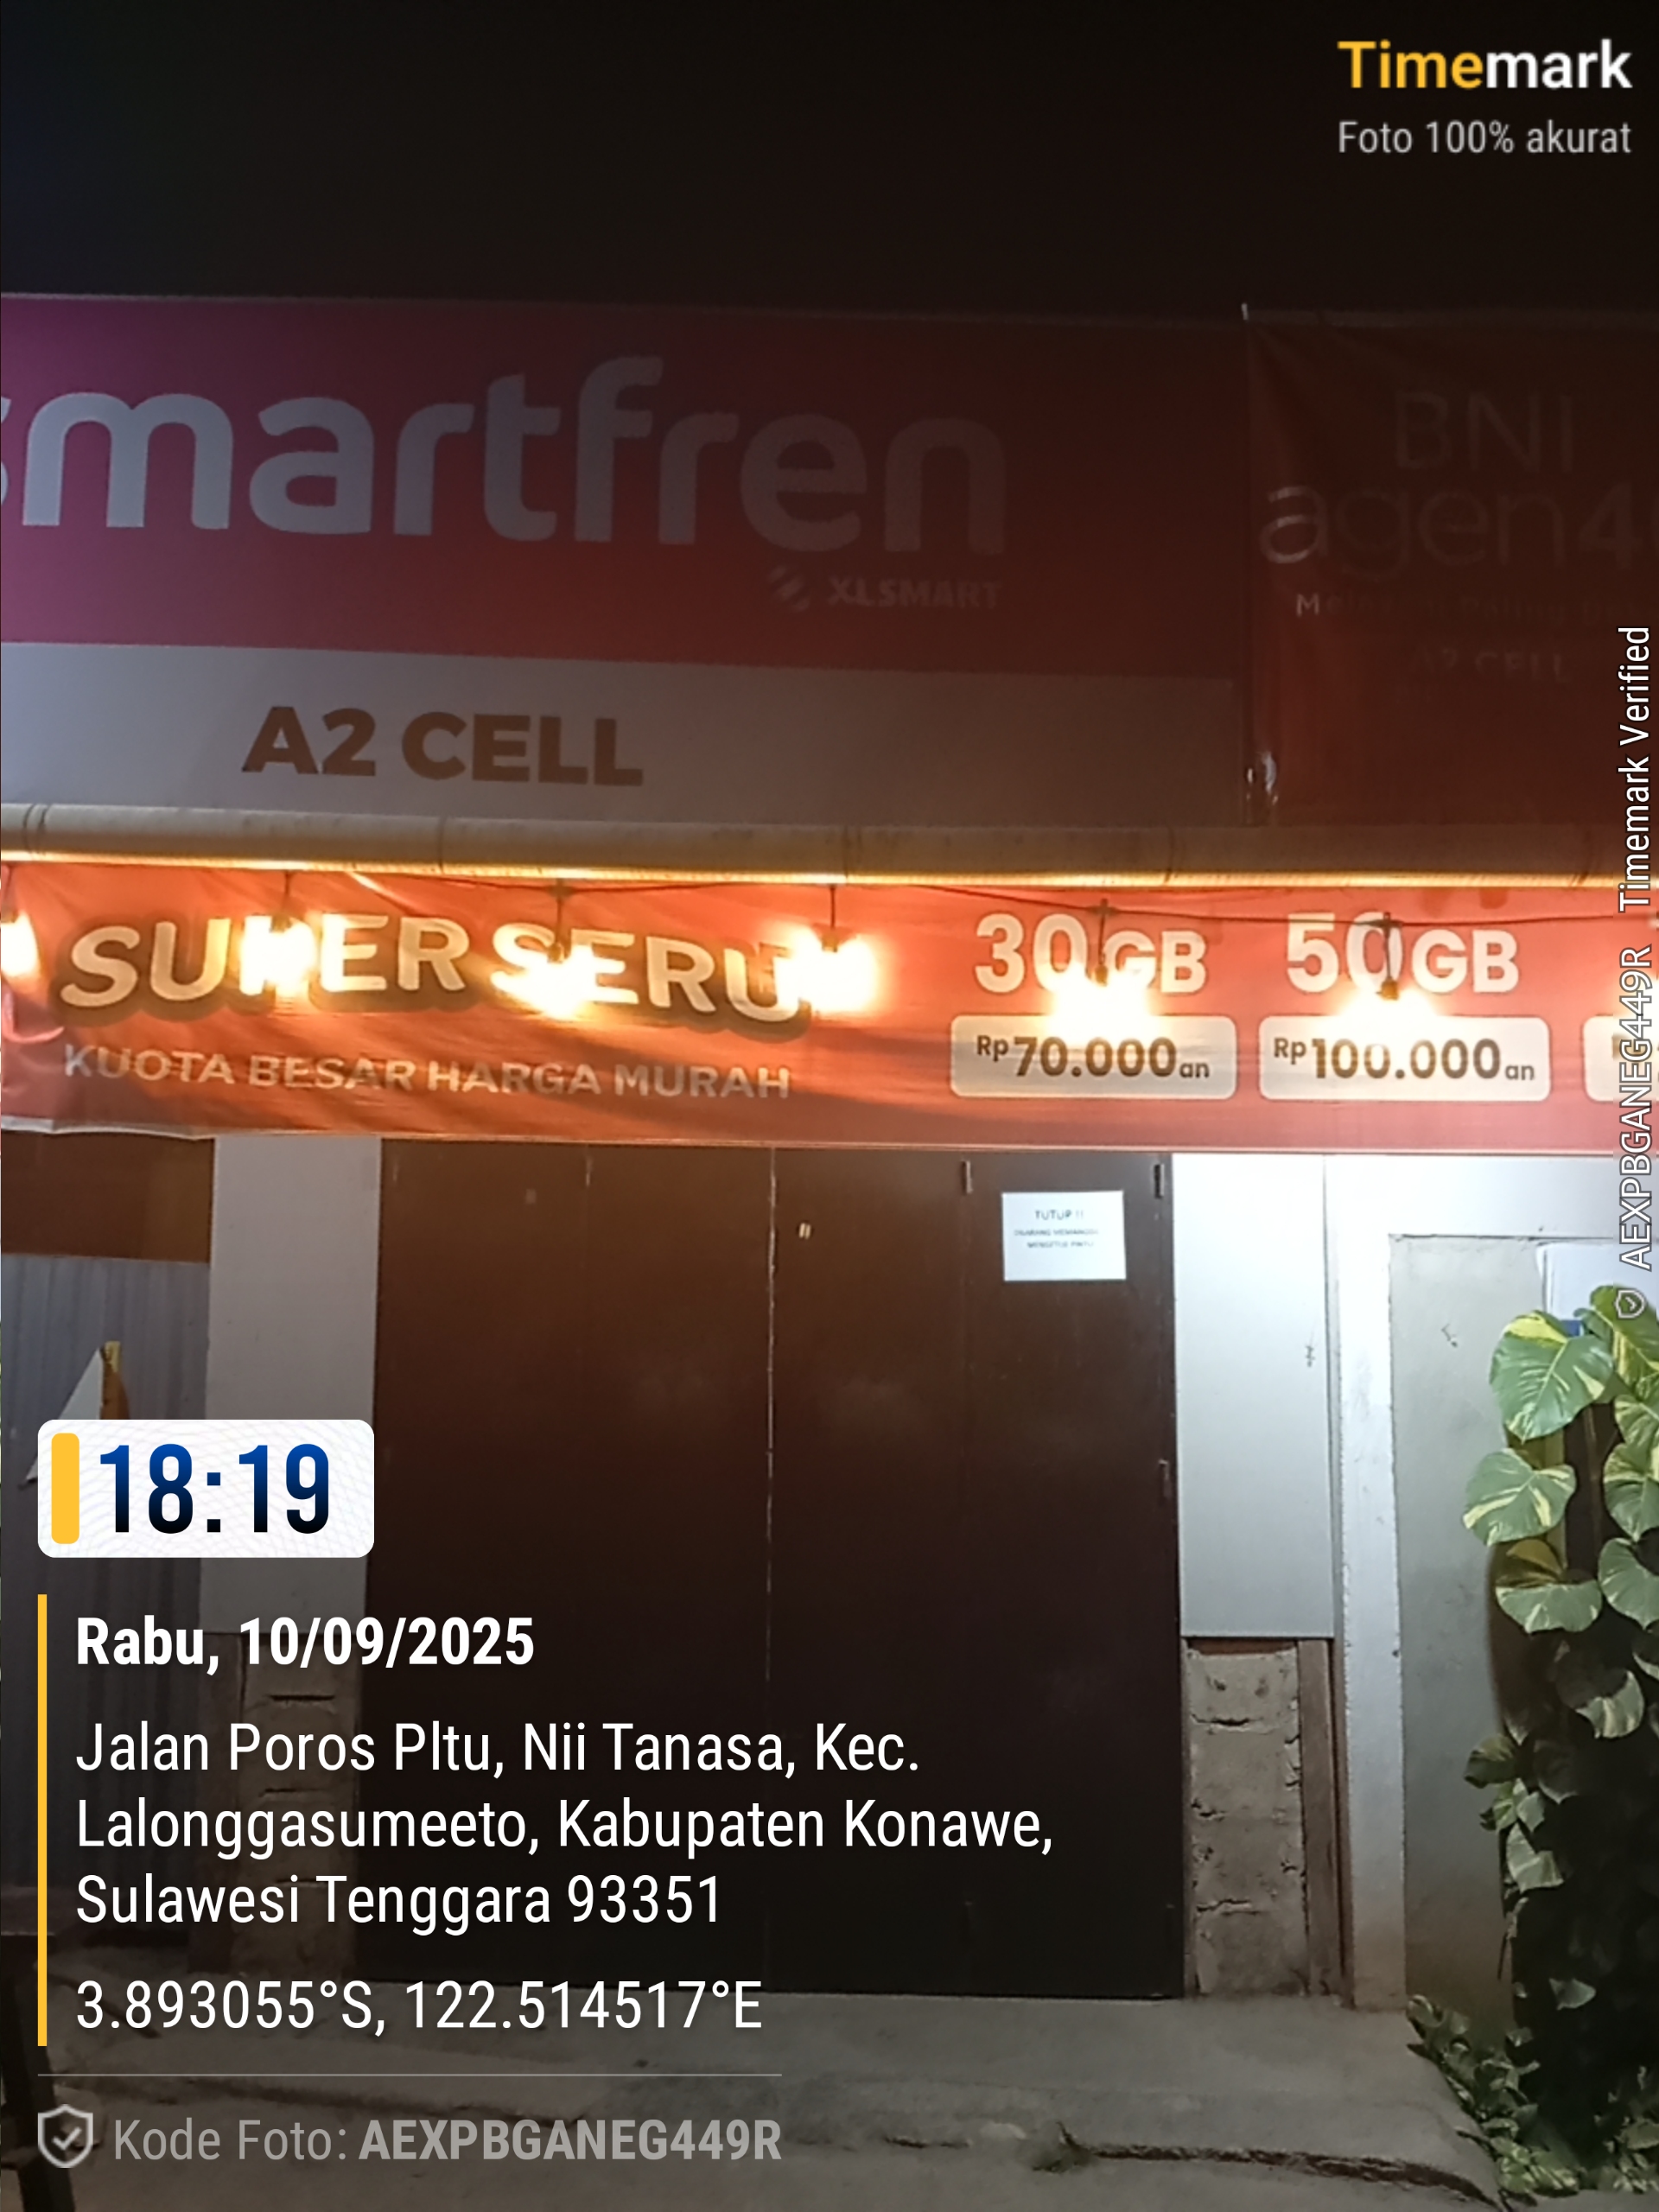 Timemark
Foto 100% akurat
smartfren
XLSMART
A2 CELL
BNI
agen4
A2 CELL
SUPER SERU
KUOTA BESAR HARGA MURAH
30GB
Rp70.000an
50GB
Rp100.000an
TUTUP !!
18:19
Rabu, 10/09/2025
Jalan Poros Pltu, Nii Tanasa, Kec.
Lalonggasumeeto, Kabupaten Konawe,
Sulawesi Tenggara 93351
3.893055°S, 122.514517°E
Kode Foto: AEXPBGANEG449R
AEXPBGANEG449R Timemark Verified